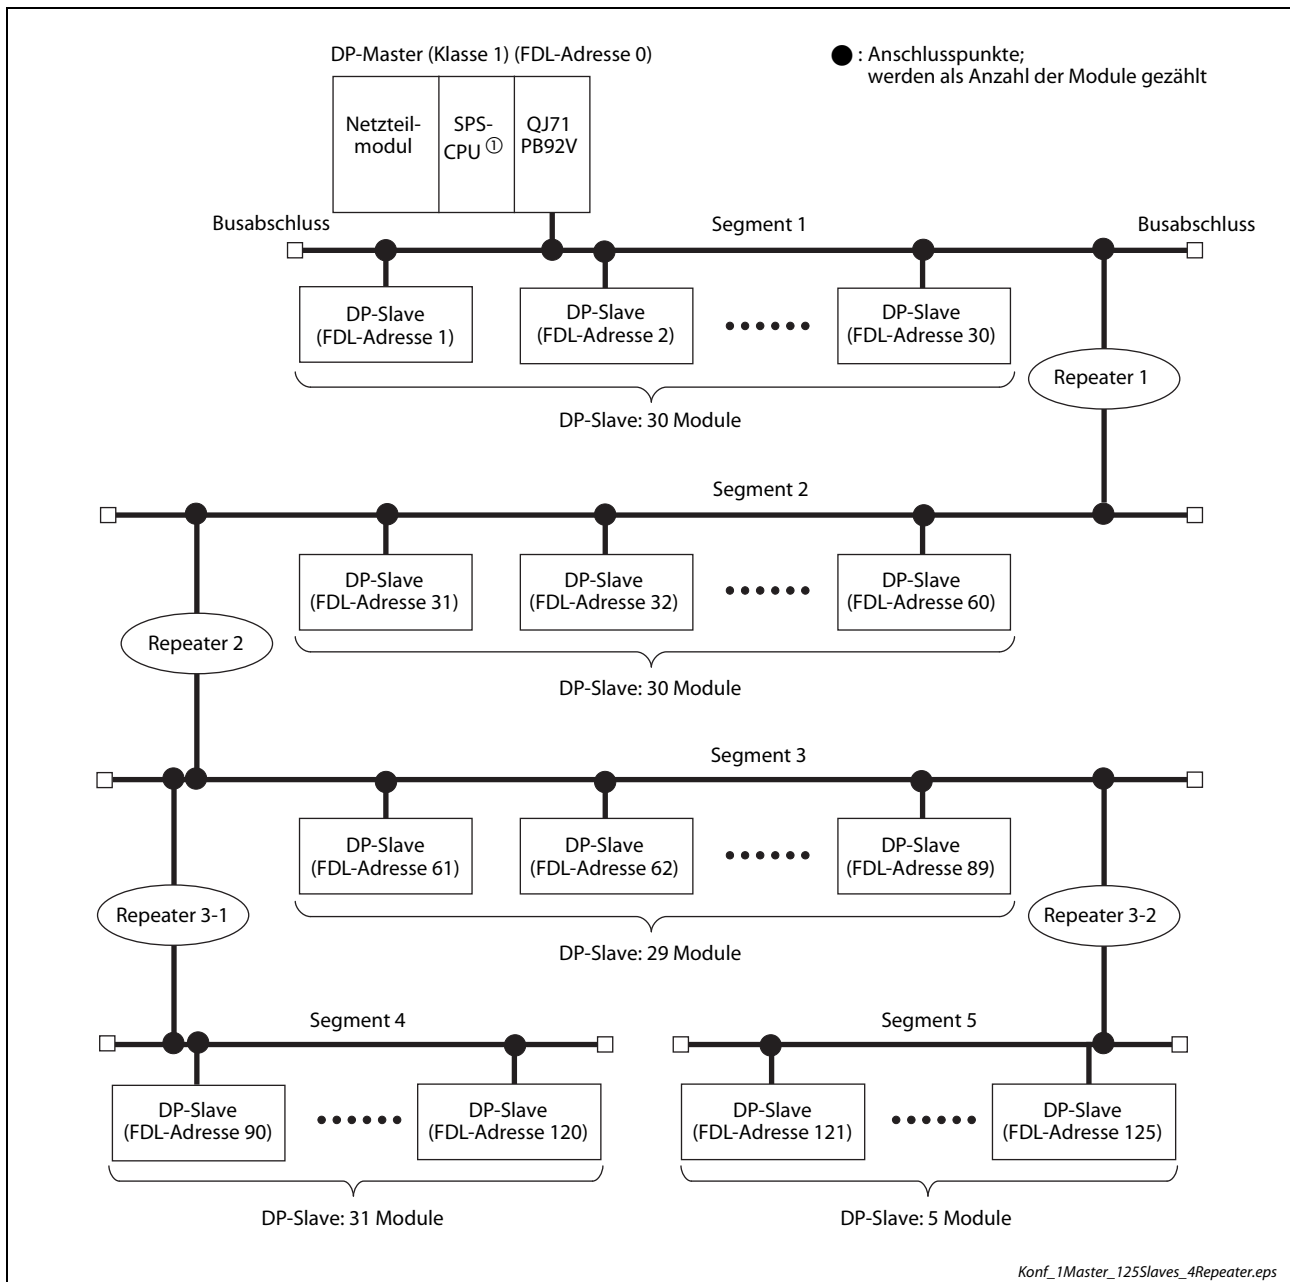 DP-Master (Klasse 1) (FDL-Adresse 0)
: Anschlusspunkte;
werden als Anzahl der Module gezählt
Netzteil-
modul
SPS-
CPU ①
QJ71
PB92V
Busabschluss
Segment 1
Busabschluss
DP-Slave
(FDL-Adresse 1)
DP-Slave
(FDL-Adresse 2)
DP-Slave
(FDL-Adresse 30)
Repeater 1
DP-Slave: 30 Module
Segment 2
DP-Slave
(FDL-Adresse 31)
DP-Slave
(FDL-Adresse 32)
DP-Slave
(FDL-Adresse 60)
Repeater 2
DP-Slave: 30 Module
Segment 3
DP-Slave
(FDL-Adresse 61)
DP-Slave
(FDL-Adresse 62)
DP-Slave
(FDL-Adresse 89)
Repeater 3-1
Repeater 3-2
DP-Slave: 29 Module
Segment 4
Segment 5
DP-Slave
(FDL-Adresse 90)
DP-Slave
(FDL-Adresse 120)
DP-Slave
(FDL-Adresse 121)
DP-Slave
(FDL-Adresse 125)
DP-Slave: 31 Module
DP-Slave: 5 Module
Konf_1Master_125Slaves_4Repeater.eps